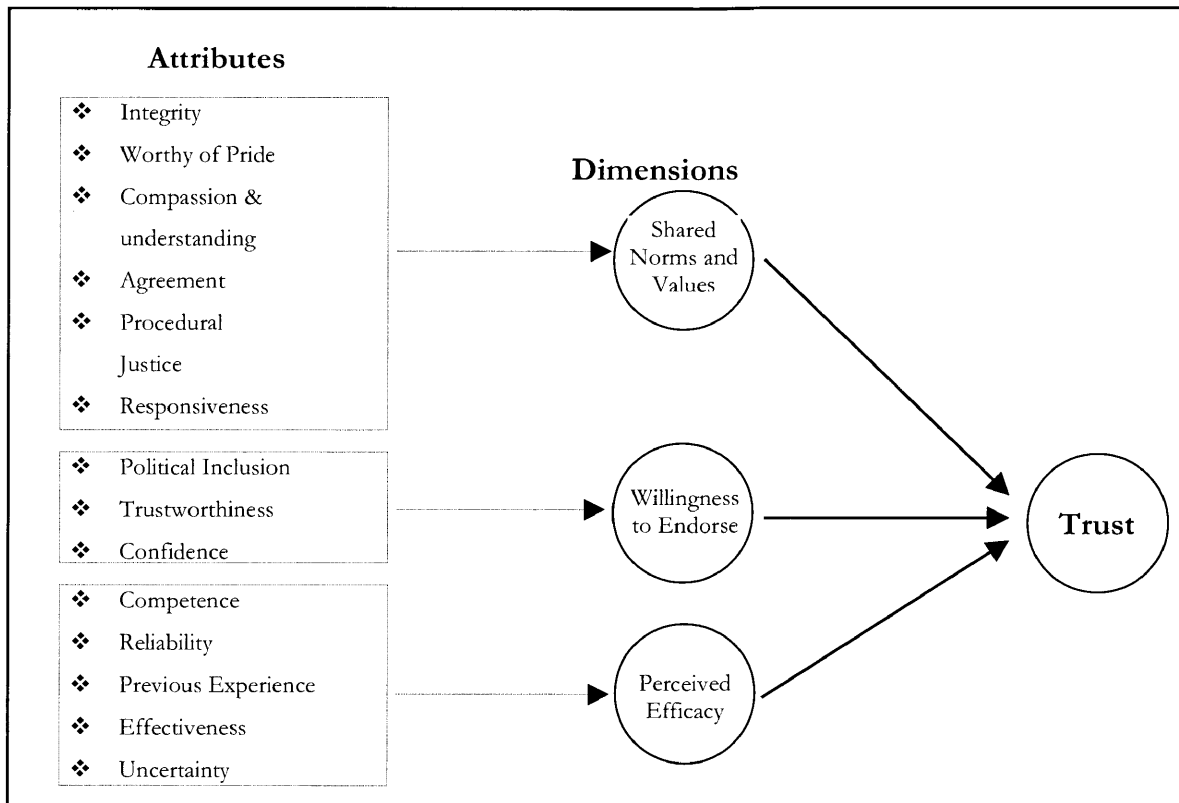 Attributes
❖ Integrity
❖ Worthy of Pride
❖ Compassion &
understanding
❖ Agreement
❖ Procedural
Justice
❖ Responsiveness
❖ Political Inclusion
❖ Trustworthiness
❖ Confidence
❖ Competence
❖ Reliability
❖ Previous Experience
❖ Effectiveness
❖ Uncertainty
Dimensions
Shared
Norms and
Values
Willingness
to Endorse
Perceived
Efficacy
Trust